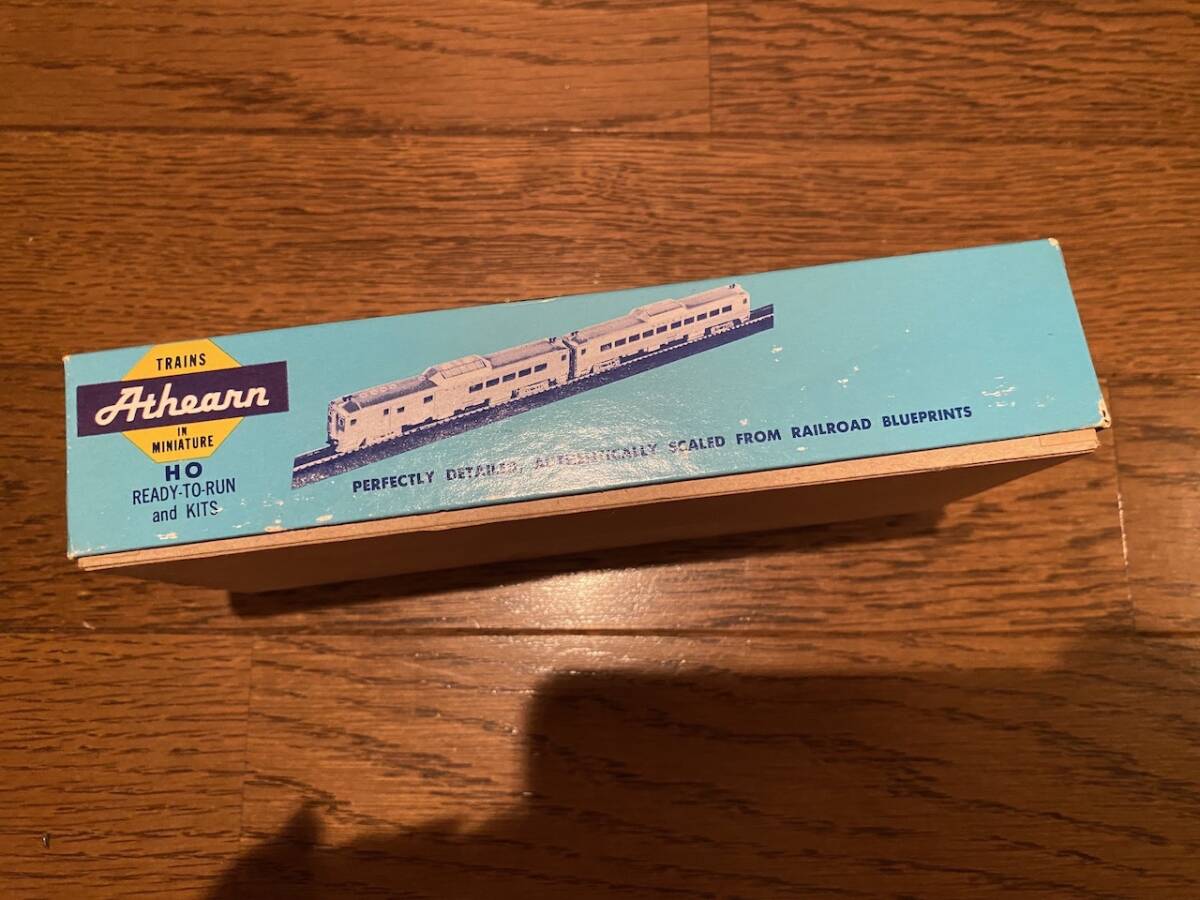 TRAINS
Athearn
IN
MINIATURE
HO
READY-TO-RUN
and KITS
PERFECTLY DETAILED, AUTHENTICALLY SCALED FROM RAILROAD BLUEPRINTS